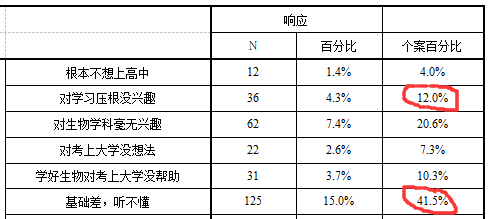 响应
N 百分比 个案百分比
根本不想上高中 12 1.4% 4.0%
对学习压根没兴趣 36 4.3% 12.0%
对生物学科毫无兴趣 62 7.4% 20.6%
对考上大学没想法 22 2.6% 7.3%
学好生物对考上大学没帮助 31 3.7% 10.3%
基础差，听不懂 125 15.0% 41.5%